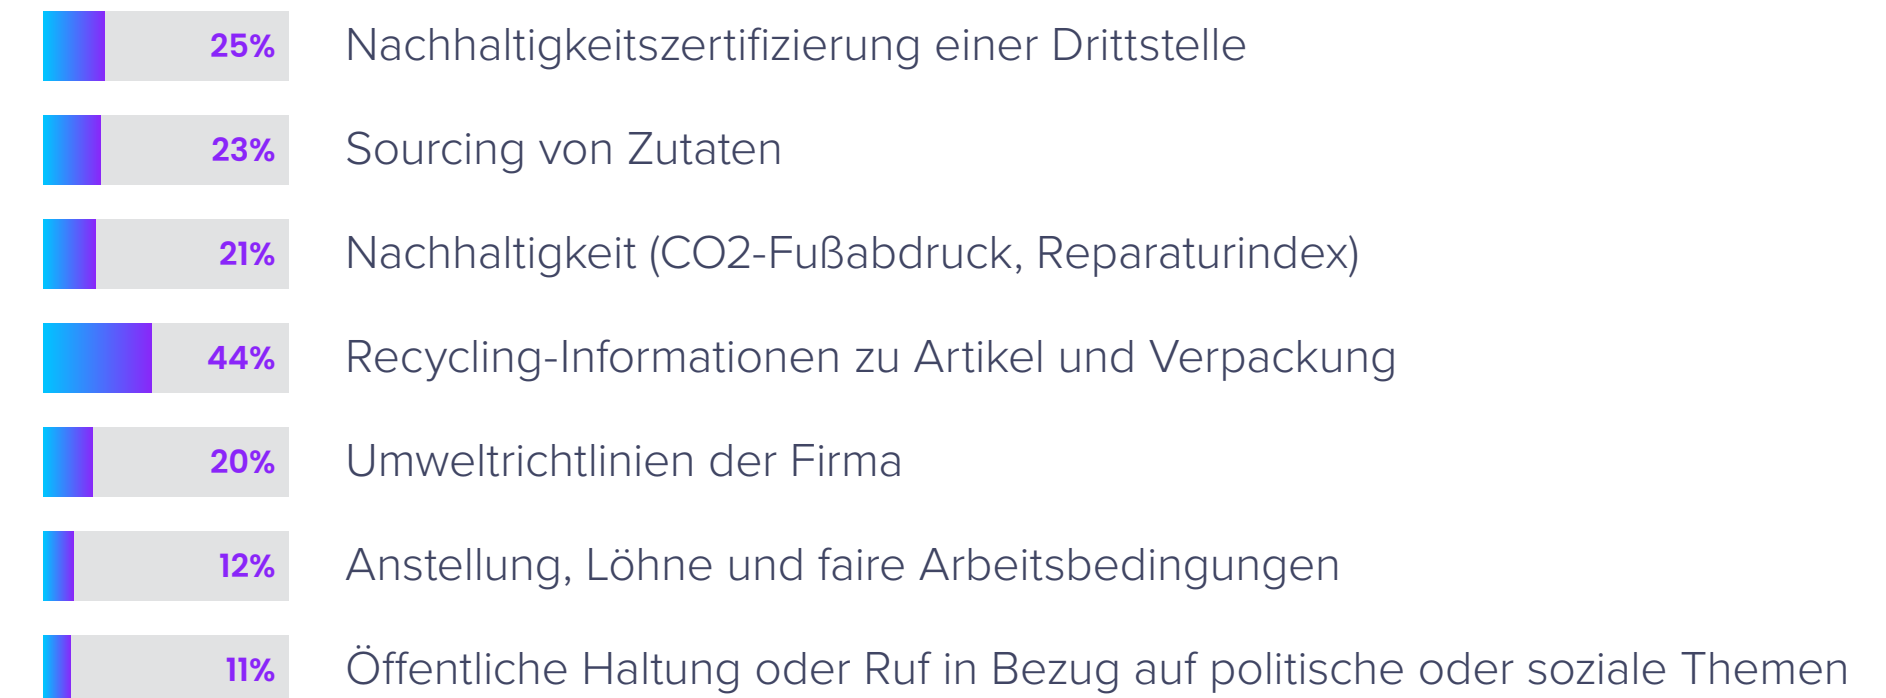 25% Nachhaltigkeitszertifizierung einer Drittstelle
23% Sourcing von Zutaten
21% Nachhaltigkeit (CO2-Fußabdruck, Reparaturindex)
44% Recycling-Informationen zu Artikel und Verpackung
20% Umweltrichtlinien der Firma
12% Anstellung, Löhne und faire Arbeitsbedingungen
11% Öffentliche Haltung oder Ruf in Bezug auf politische oder soziale Themen